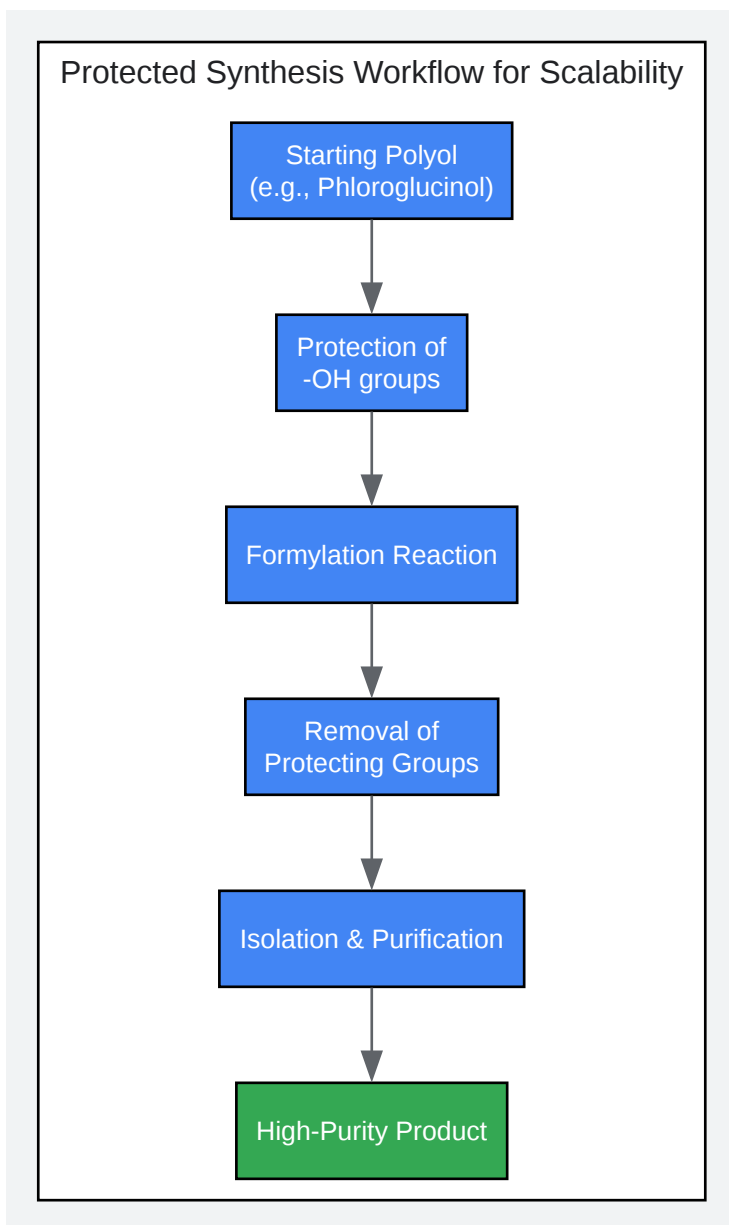 Protected Synthesis Workflow for Scalability
Starting Polyol
(e.g., Phloroglucinol)
Protection of
-OH groups
Formylation Reaction
Removal of
Protecting Groups
Isolation & Purification
High-Purity Product